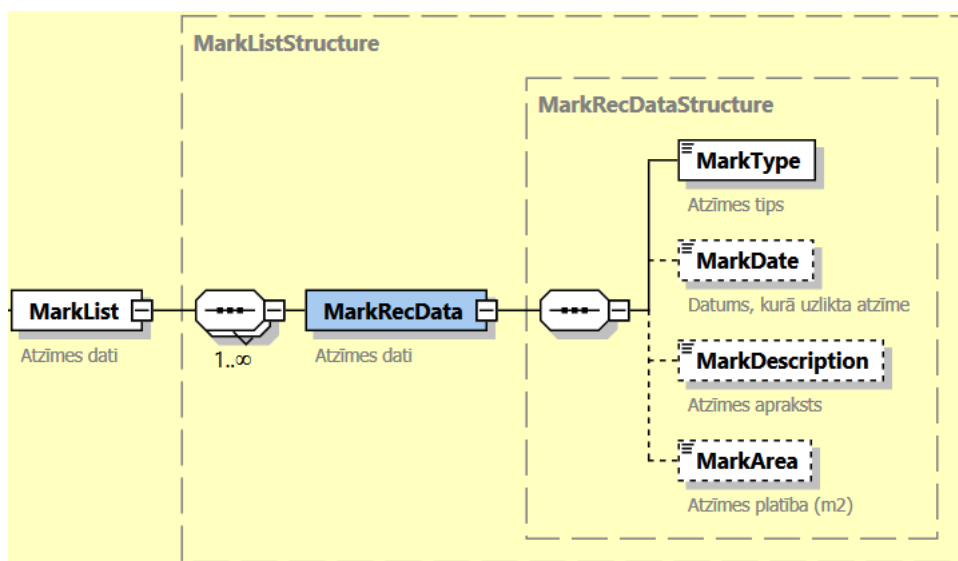 MarkListStructure
MarkRecDataStructure
MarkType
Atzīmes tips
MarkDate
Datums, kurā uzlikta atzīme
MarkList
Atzīmes dati
1..∞
MarkRecData
Atzīmes dati
MarkDescription
Atzīmes apraksts
MarkArea
Atzīmes platība (m2)